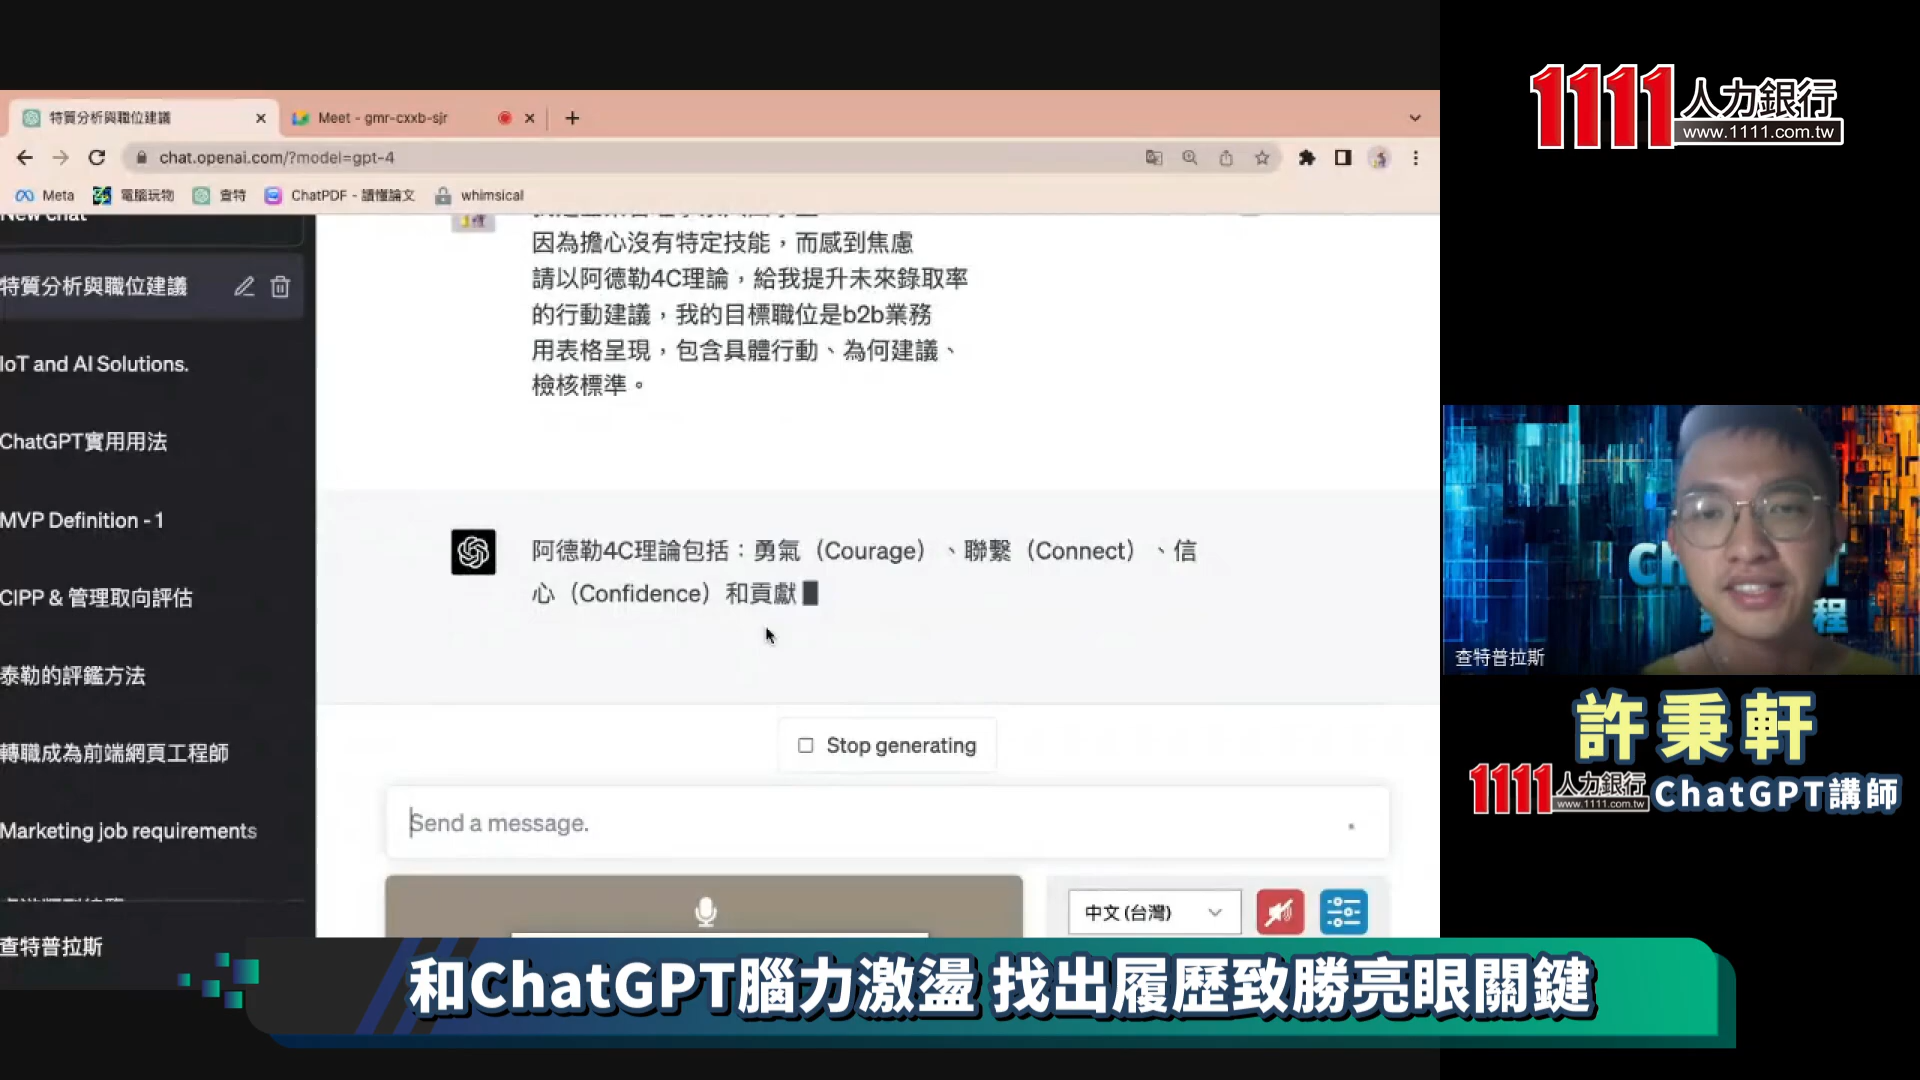 特質分析與職位建議
Meet - gmr-cxxb-sjr
chat.openai.com/?model=gpt-4
Meta
電腦玩物
查特
ChatPDF - 讀懂論文
whimsical
New chat
特質分析與職位建議
IoT and AI Solutions.
ChatGPT實用用法
MVP Definition - 1
CIPP & 管理取向評估
泰勒的評鑑方法
轉職成為前端網頁工程師
Marketing job requirements
查特普拉斯
因為擔心沒有特定技能，而感到焦慮
請以阿德勒4C理論，給我提升未來錄取率
的行動建議，我的目標職位是b2b業務
用表格呈現，包含具體行動、為何建議、
檢核標準。
阿德勒4C理論包括：勇氣（Courage）、聯繫（Connect）、信
心（Confidence）和貢獻
Stop generating
Send a message.
中文 (台灣)
1111人力銀行
www.1111.com.tw
查特普拉斯
許秉軒
1111人力銀行 ChatGPT講師
www.1111.com.tw
和ChatGPT腦力激盪 找出履歷致勝亮眼關鍵